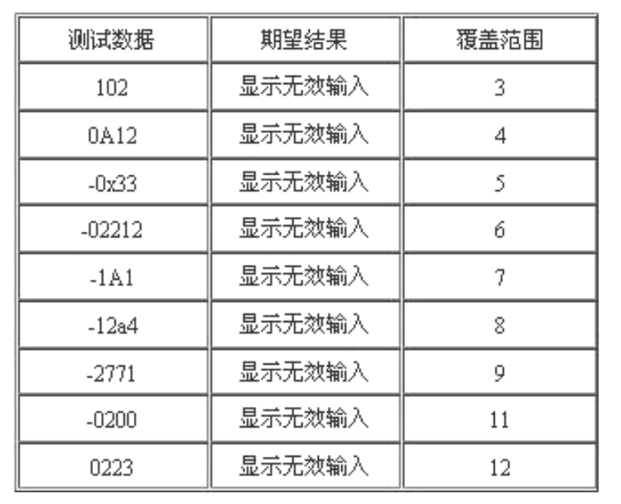 测试数据 期望结果 覆盖范围
102 显示无效输入 3
0A12 显示无效输入 4
-0x33 显示无效输入 5
-02212 显示无效输入 6
-1A1 显示无效输入 7
-12a4 显示无效输入 8
-2771 显示无效输入 9
-0200 显示无效输入 11
0223 显示无效输入 12